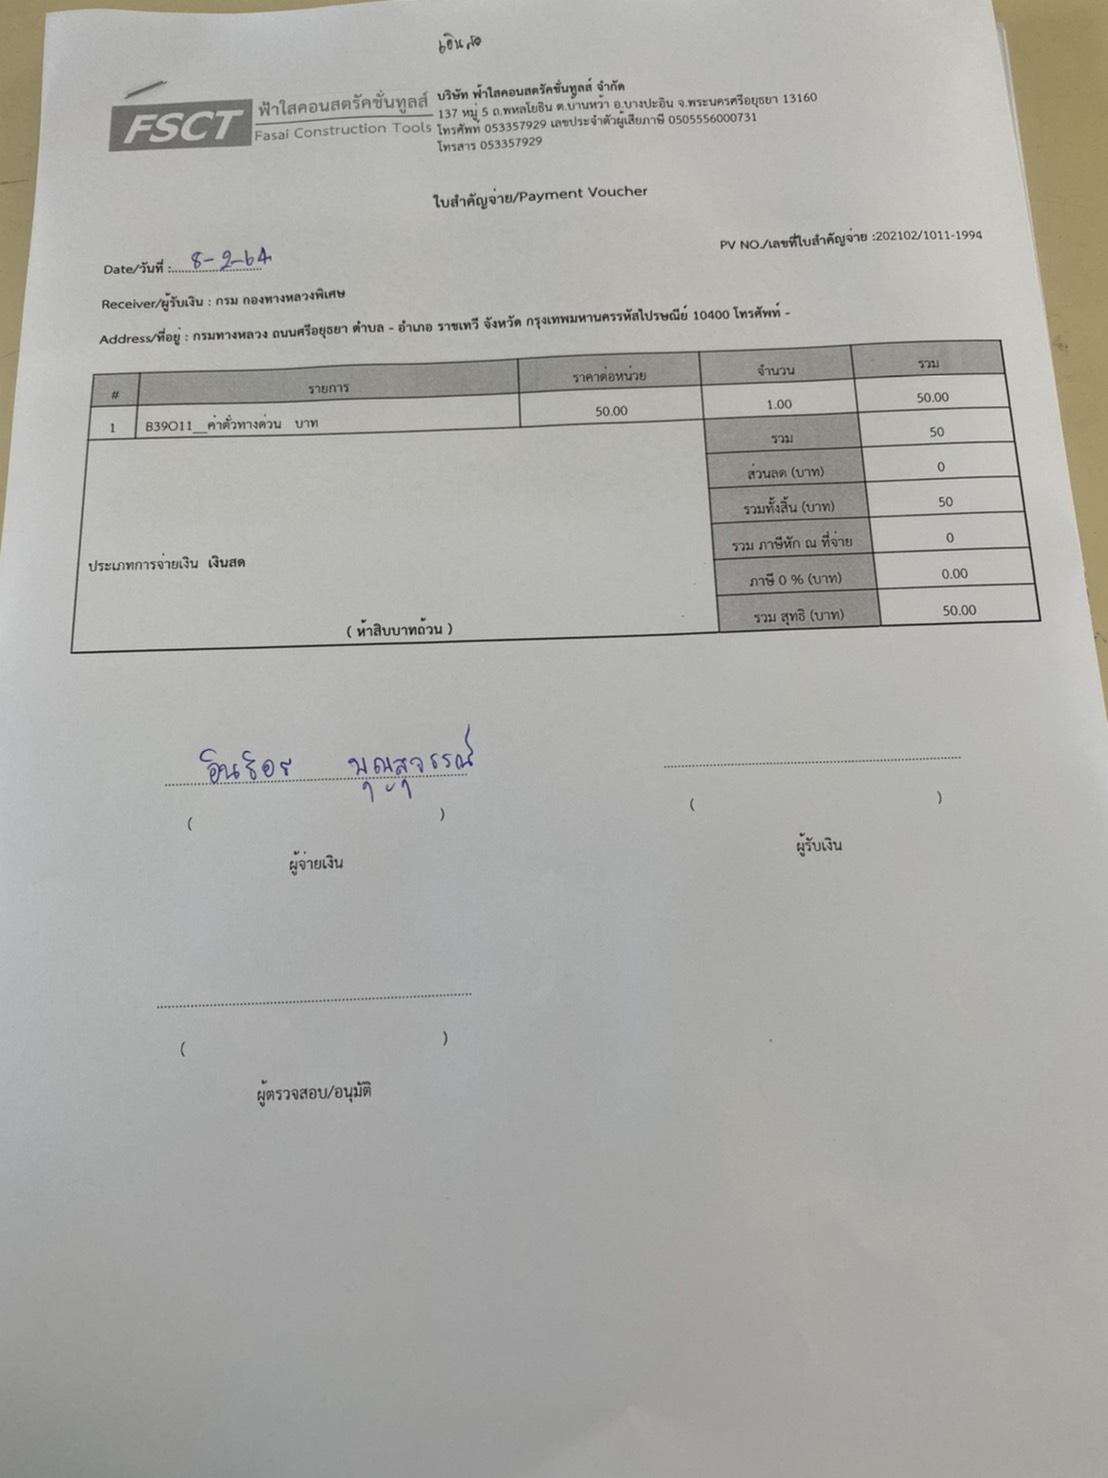 เงินสด
FSCT
ฟ้าใสคอนสตรัคชั่นทูลส์
Fasai Construction Tools
บริษัท ฟ้าใสคอนสตรัคชั่นทูลส์ จำกัด
137 หมู่ 5 ถ.พหลโยธิน ต.บ้านหว้า อ.บางปะอิน จ.พระนครศรีอยุธยา 13160
โทรศัพท์ 053357929 เลขประจำตัวผู้เสียภาษี 0505556000731
โทรสาร 053357929
ใบสำคัญจ่าย/Payment Voucher
PV NO./เลขที่ใบสำคัญจ่าย :202102/1011-1994
Date/วันที่ : 8-2-64
Receiver/ผู้รับเงิน : กรม กองทางหลวงพิเศษ
Address/ที่อยู่ : กรมทางหลวง ถนนศรีอยุธยา ตำบล - อำเภอ ราชเทวี จังหวัด กรุงเทพมหานครรหัสไปรษณีย์ 10400 โทรศัพท์ -
# รายการ ราคาต่อหน่วย จำนวน รวม
1 B39O11__ค่าตั๋วทางด่วน บาท 50.00 1.00 50.00
รวม 50
ส่วนลด (บาท) 0
รวมทั้งสิ้น (บาท) 50
รวม ภาษีหัก ณ ที่จ่าย 0
ประเภทการจ่ายเงิน เงินสด
ภาษี 0 % (บาท) 0.00
( ห้าสิบบาทถ้วน )
รวม สุทธิ (บาท) 50.00
( )
ผู้จ่ายเงิน
( )
ผู้รับเงิน
( )
ผู้ตรวจสอบ/อนุมัติ